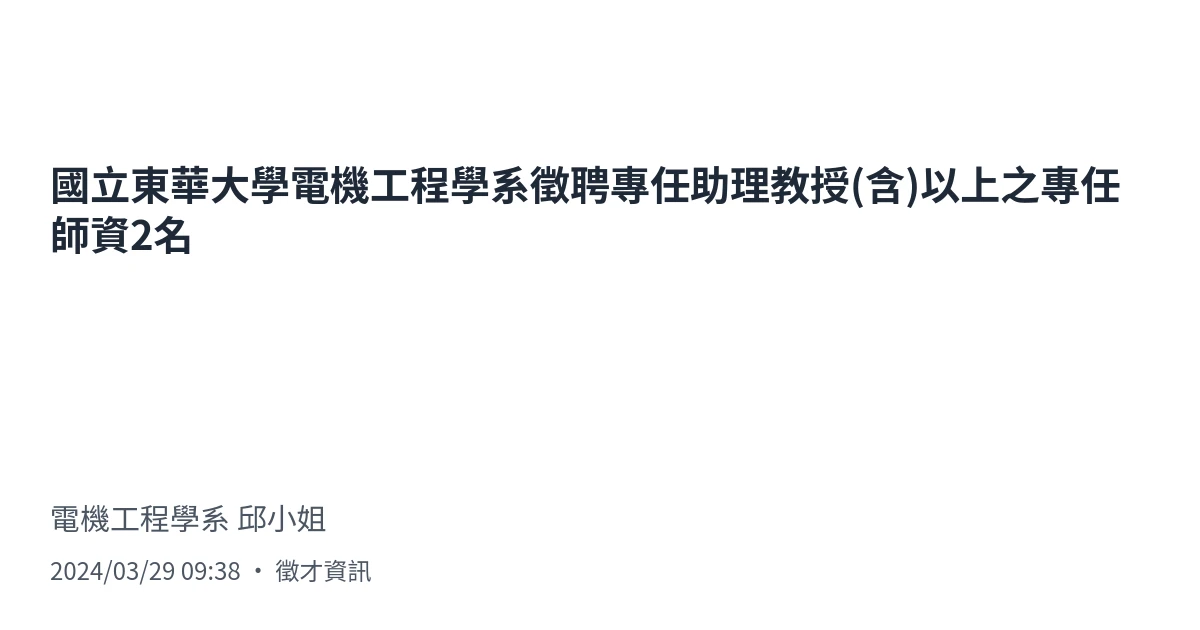 國立東華大學電機工程學系徵聘專任助理教授(含)以上之專任
師資2名
電機工程學系 邱小姐
2024/03/29 09:38 • 徵才資訊